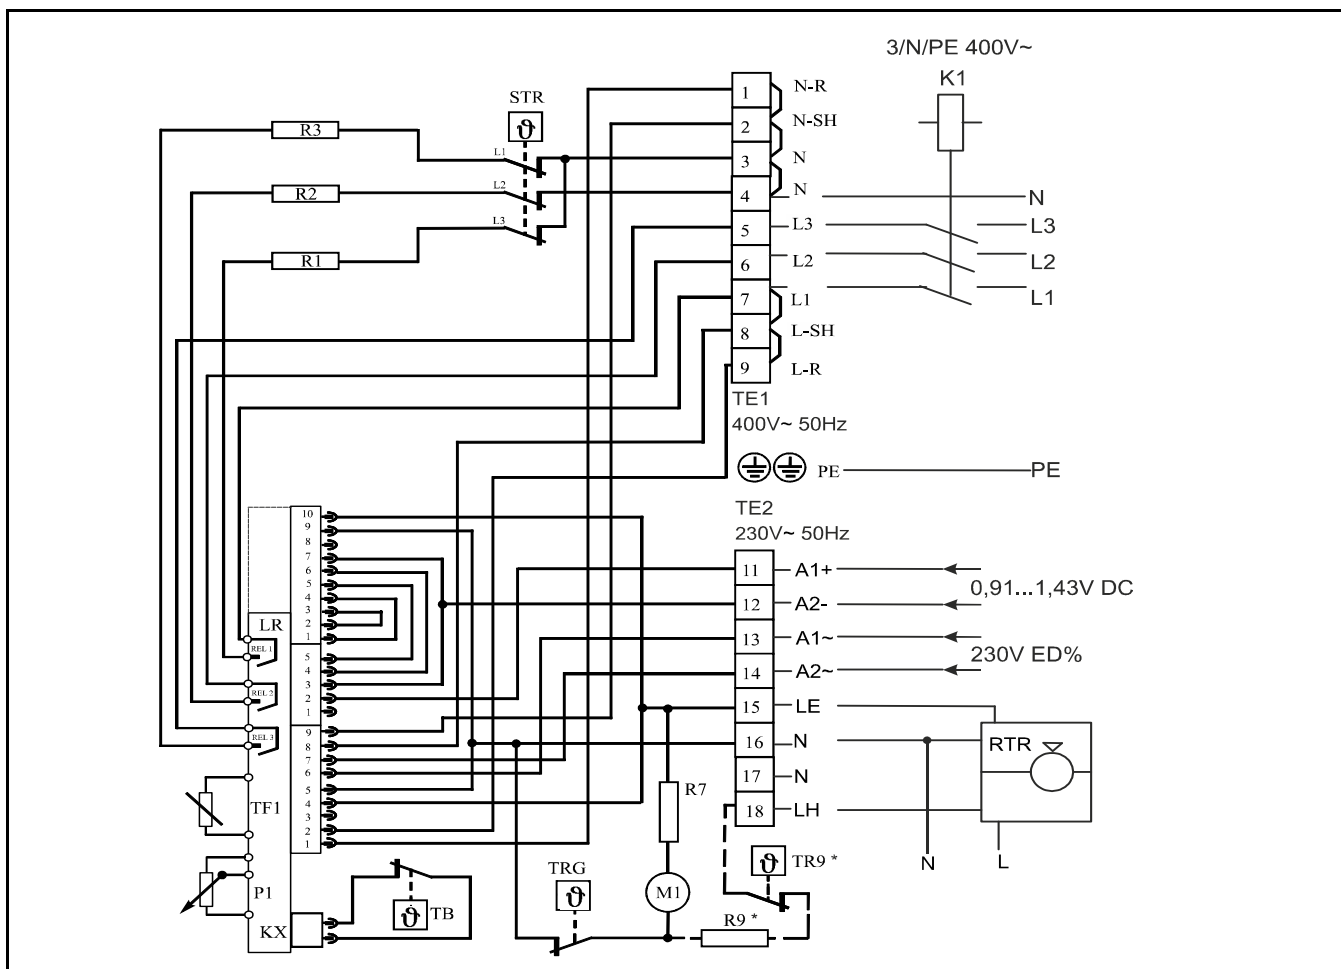 3/N/PE 400V~
K1
STR
ϑ
R3
R2
R1
L1
L2
L3
1 N-R
2 N-SH
3 N
4 N
5 L3
6 L2
7 L1
8 L-SH
9 L-R
N
L3
L2
L1
TE1
400V~ 50Hz
PE
PE
TE2
230V~ 50Hz
11 A1+
12 A2-
13 A1~
14 A2~
15 LE
16 N
17 N
18 LH
0,91...1,43V DC
230V ED%
RTR
N
L
10
9
8
7
6
5
4
3
2
1
5
4
3
2
1
9
8
7
6
5
4
3
2
1
LR
REL 1
REL 2
REL 3
TF1
P1
KX
ϑ TB
TRG
ϑ
R7
M1
ϑ TR9 *
R9 *